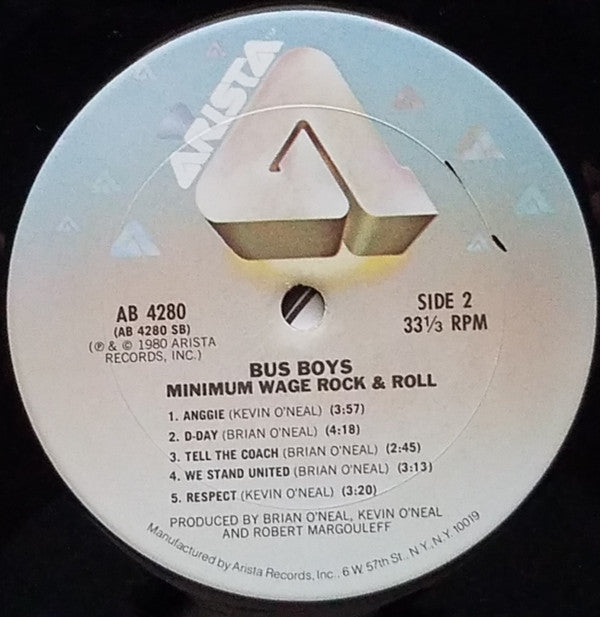 ARISTA
AB 4280
(AB 4280 SB)
(℗ & © 1980 ARISTA
RECORDS, INC.)
SIDE 2
33⅓ RPM
BUS BOYS
MINIMUM WAGE ROCK & ROLL
1. ANGGIE (KEVIN O'NEAL) (3:57)
2. D-DAY (BRIAN O'NEAL) (4:18)
3. TELL THE COACH (BRIAN O'NEAL) (2:45)
4. WE STAND UNITED (BRIAN O'NEAL) (3:13)
5. RESPECT (KEVIN O'NEAL) (3:20)
PRODUCED BY BRIAN O'NEAL, KEVIN O'NEAL
AND ROBERT MARGOULEFF
Manufactured by Arista Records, Inc., 6 W. 57th St., N.Y., N.Y. 10019